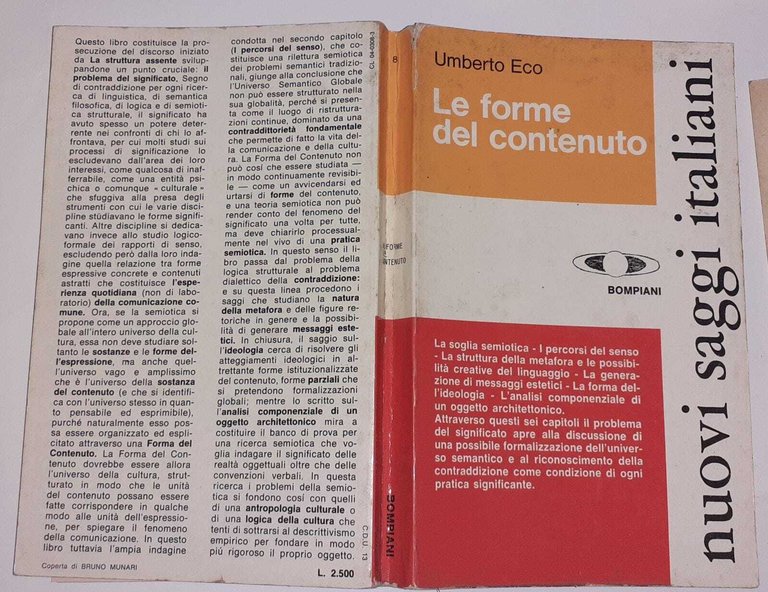 Questo libro costituisce la pro-
secuzione del discorso iniziato
da La struttura assente svilup-
pandone un punto cruciale: il
problema del significato. Segno
di contraddizione per ogni ricerca
ca di linguistica, di semantica
filosofica, di logica e di semioti-
ca strutturale, il significato ha
avuto spesso un potere deter-
rente nei confronti di chi lo af-
frontava, per cui molti studi sui
processi di significazione lo
escludevano dall'area dei loro
interessi, come qualcosa di inaf-
ferrabile, come una entità psi-
chica o comunque « culturale »
che sfuggiva alla presa degli
strumenti con cui le varie disci-
pline stúdiavano le forme signifi-
canti. Altre discipline si dedica-
vano invece allo studio logico-
formale dei rapporti di senso,
escludendo però dalla loro inda-
gine quella relazione tra forme
espressive concrete e contenuti
astratti che costituisce l'espe-
rienza quotidiana (non di labo-
ratorio) della comunicazione co-
mune. Ora, se la semiotica si
propone come un approccio glo-
bale all'intero universo della cul-
tura, essa non deve studiare sol-
tanto le sostanze e le forme del-
l'espressione, ma anche quel-
l'universo vago e amplissimo
che è l'universo della sostanza
del contenuto (e che si identifi-
ca con l'universo stesso in quan-
to pensabile ed esprimibile),
purché naturalmente esso pos-
sa essere organizzato ed espli-
citato attraverso una Forma del
Contenuto. La Forma del Con-
tenuto dovrebbe essere allora
l'universo della cultura, strut-
turato in modo che le unità
del contenuto possano essere
fatte corrispondere in qualche
modo alle unità dell'espressio-
ne, per spiegare il fenomeno
della comunicazione. In questo
libro tuttavia l'ampia indagine
condotta nel secondo capitolo
(I percorsi del senso), che co-
stituisce una rilettura semiotica
dei problemi semantici tradizio-
nali, giunge alla conclusione che
l'Universo Semantico Globale
non può essere strutturato nella
sua globalità, perché si presen-
ta come il luogo di ristruttura-
zioni continue, dominato da una
contraddittorietà fondamentale
che permette di fatto la vita del-
la comunicazione e della cultu-
ra. La Forma del Contenuto non
può così che essere studiata —
in modo continuamente revisibi-
le — come un avvicendarsi ed
urtarsi di forme del contenuto,
e una teoria semiotica non può
render conto del fenomeno del
significato una volta per tutte,
ma deve chiarirlo processual-
mente nel vivo di una pratica
semiotica. In questo senso il li-
bro passa dal problema della
logica strutturale al problema
dialettico della contraddizione:
e su questa linea procedono i
saggi che studiano la natura
della metafora e delle figure re-
toriche in genere e la possibi-
lità di generare messaggi este-
tici. In chiusura, il saggio sul-
l'ideologia cerca di risolvere gli
atteggiamenti ideologici in al-
trettante forme istituzionalizzate
del contenuto, forme parziali che
si pretendono formalizzazioni
globali; mentre lo scritto sull'a-
nalisi componenziale di un
oggetto architettonico mira a
costituire il banco di prova per
una ricerca semiotica che vo-
glia indagare il significato delle
realtà oggettuali oltre che delle
convenzioni verbali. In questa
ricerca i problemi della semio-
tica si fondono così con quelli
di una antropologia culturale o
di una logica della cultura che
tenti di sottrarsi al descrittivismo
empirico per fondare in modo
più rigoroso il proprio oggetto.
Coperta di BRUNO MUNARI
L. 2.500
CL 04-0308-3
C.D.U. 13
8
CONTENUTO
BOMPIANI
Umberto Eco
Le forme
del contenuto
BOMPIANI
La soglia semiotica - I percorsi del senso
- La struttura della metafora e le possibi-
lità creative del linguaggio - La genera-
zione di messaggi estetici - La forma del-
l'ideologia - L'analisi componenziale di
un oggetto architettonico.
Attraverso questi sei capitoli il problema
del significato apre alla discussione di
una possibile formalizzazione dell'univer-
so semantico e al riconoscimento della
contraddizione come condizione di ogni
pratica significante.
nuovi saggi italiani